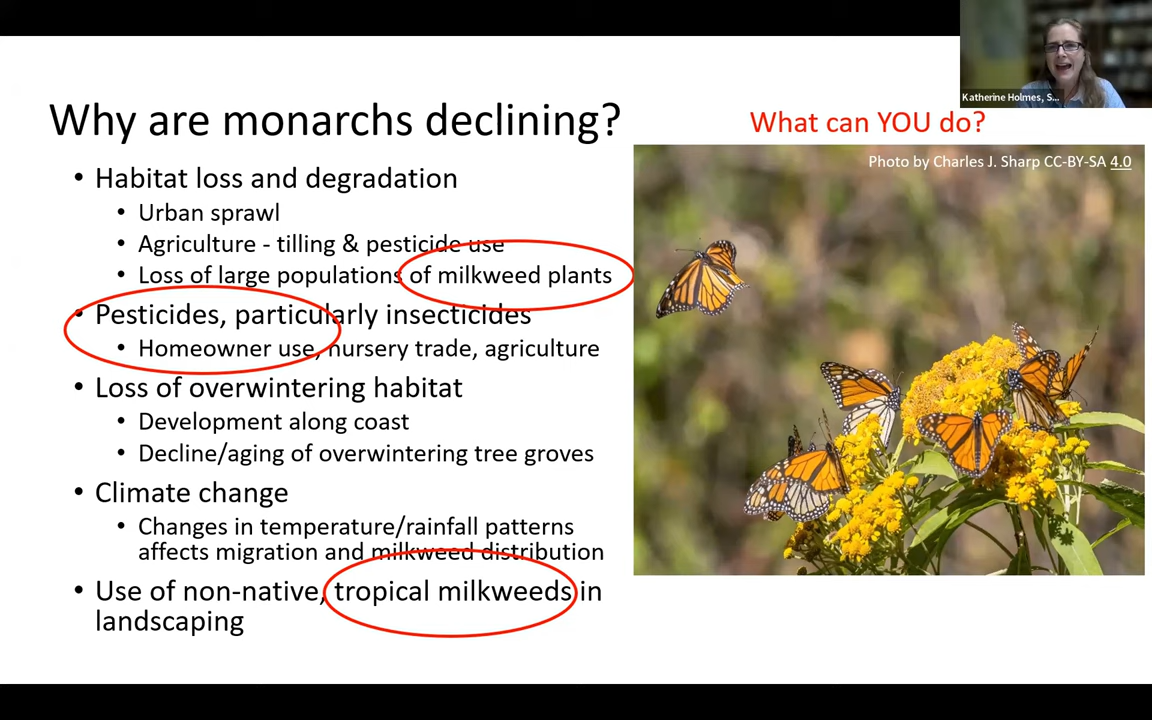 Katherine Holmes, S...
Why are monarchs declining?
What can YOU do?
Photo by Charles J. Sharp CC-BY-SA 4.0
• Habitat loss and degradation
• Urban sprawl
• Agriculture - tilling & pesticide use
• Loss of large populations of milkweed plants
• Pesticides, particularly insecticides
• Homeowner use, nursery trade, agriculture
• Loss of overwintering habitat
• Development along coast
• Decline/aging of overwintering tree groves
• Climate change
• Changes in temperature/rainfall patterns
affects migration and milkweed distribution
• Use of non-native, tropical milkweeds in
landscaping